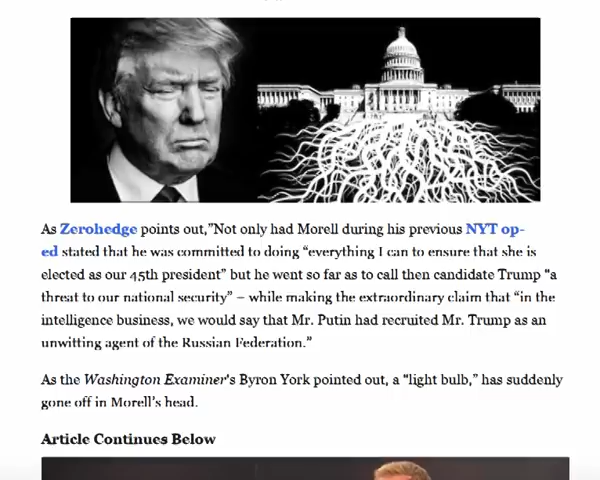 As Zerohedge points out,"Not only had Morell during his previous NYT op-
ed stated that he was committed to doing “everything I can to ensure that she is
elected as our 45th president” but he went so far as to call then candidate Trump “a
threat to our national security” – while making the extraordinary claim that “in the
intelligence business, we would say that Mr. Putin had recruited Mr. Trump as an
unwitting agent of the Russian Federation.”
As the Washington Examiner's Byron York pointed out, a “light bulb,” has suddenly
gone off in Morell’s head.
Article Continues Below